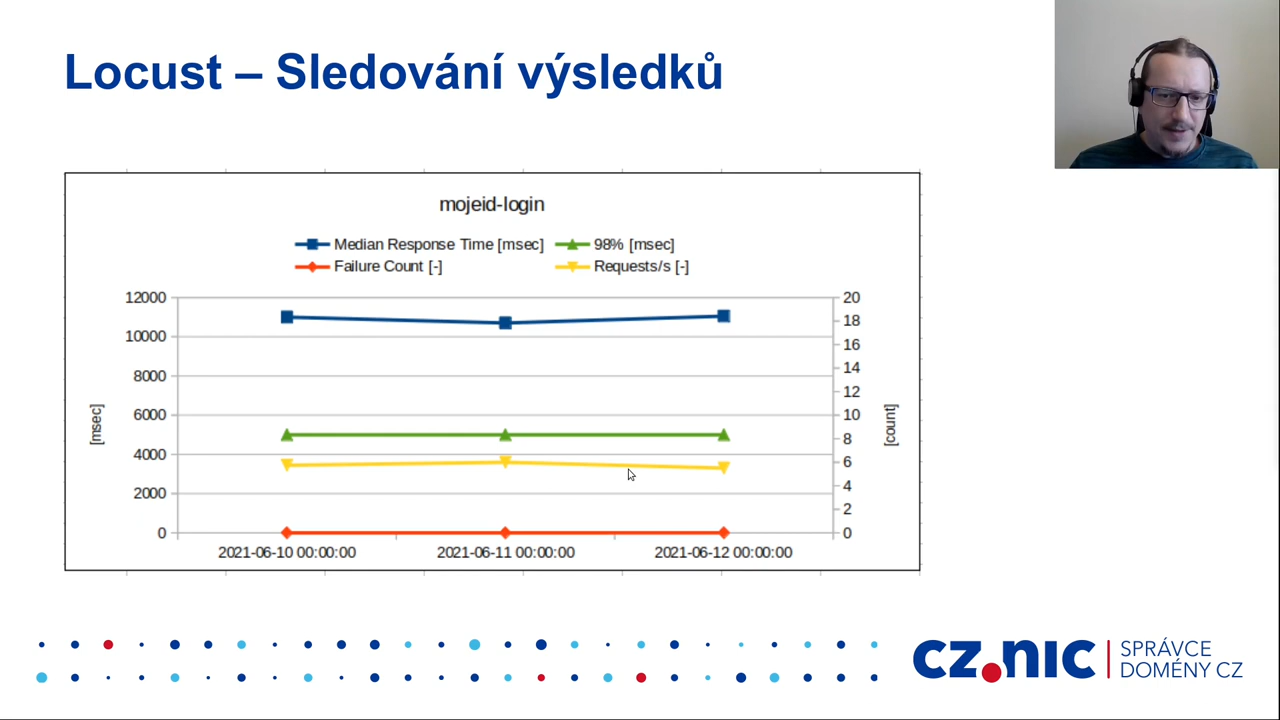 Locust – Sledování výsledků
mojeid-login
Median Response Time [msec]
98% [msec]
Failure Count [-]
Requests/s [-]
12000
10000
8000
6000
4000
2000
0
[msec]
20
18
16
14
12
10
8
6
4
2
0
[count]
2021-06-10 00:00:00
2021-06-11 00:00:00
2021-06-12 00:00:00
CZ.NIC
SPRÁVCE
DOMÉNY CZ